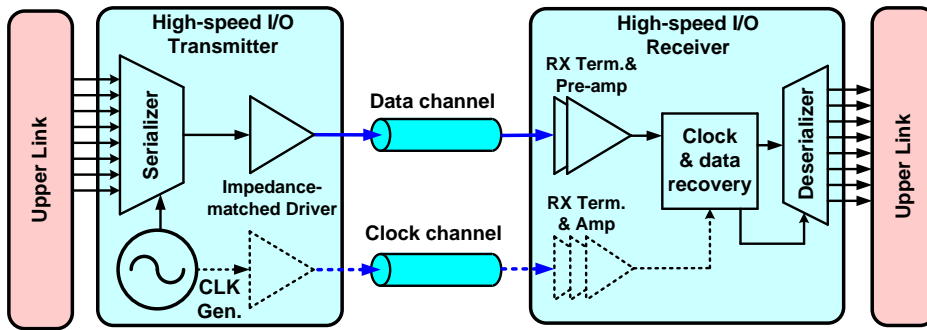 High-speed I/O
Transmitter
High-speed I/O
Receiver
Upper Link
Serializer
Impedance-
matched Driver
CLK
Gen.
Data channel
Clock channel
RX Term.&
Pre-amp
Clock
& data
recovery
RX Term.
& Amp
Deserializer
Upper Link